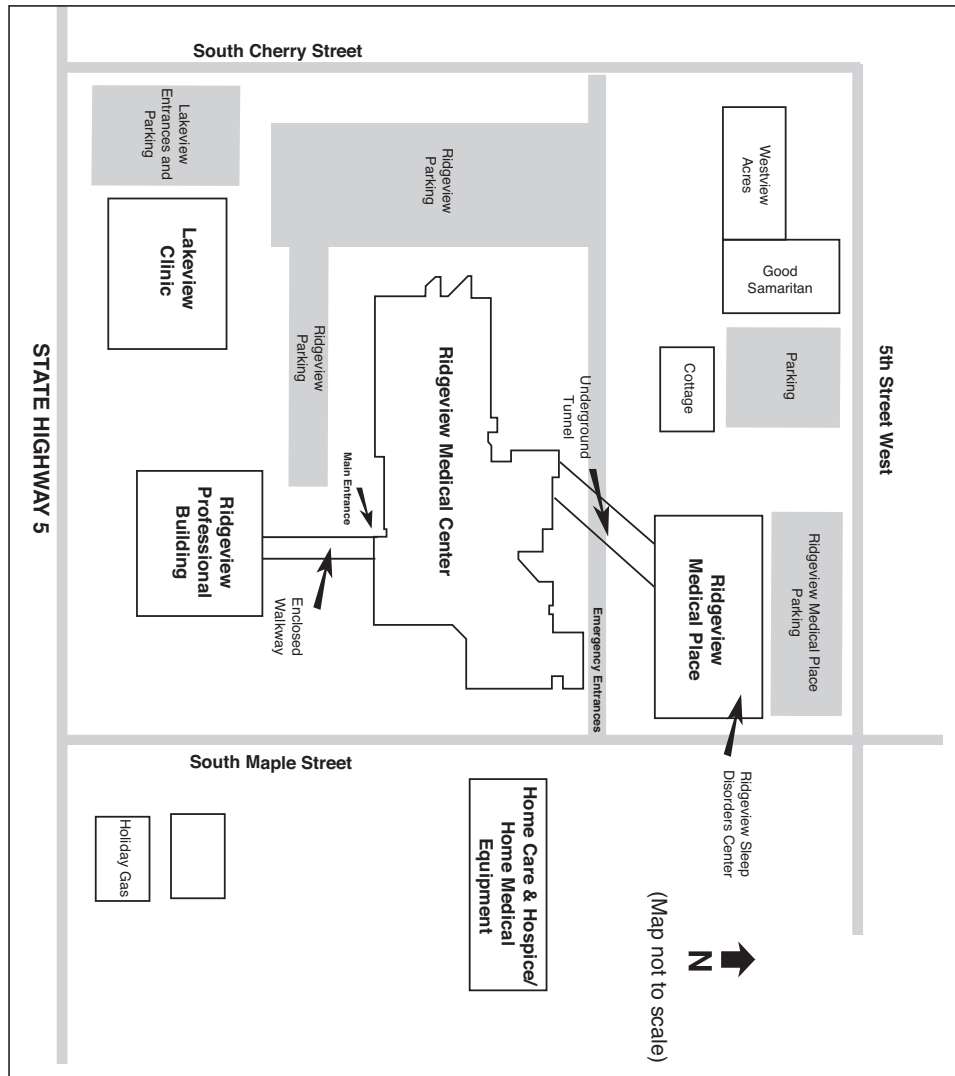 South Cherry Street
Lakeview
Entrances and
Parking
Ridgeview
Parking
Westview
Acres
Good
Samaritan
Lakeview
Clinic
Ridgeview
Parking
Ridgeview Medical Center
Underground
Tunnel
Cottage
Parking
5th Street West
STATE HIGHWAY 5
Main Entrance
Ridgeview
Professional
Building
Enclosed
Walkway
Emergency Entrances
Ridgeview
Medical Place
Ridgeview Medical Place
Parking
South Maple Street
Ridgeview Sleep
Disorders Center
Holiday Gas
Home Care & Hospice/
Home Medical
Equipment
N
(Map not to scale)